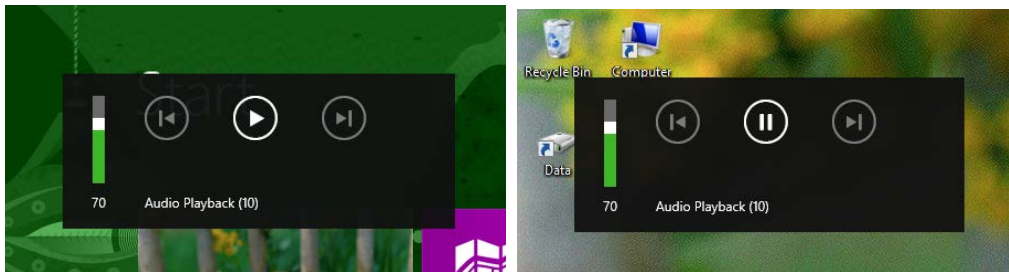 Start
70 Audio Playback (10)
Recycle Bin Computer
Data
70 Audio Playback (10)